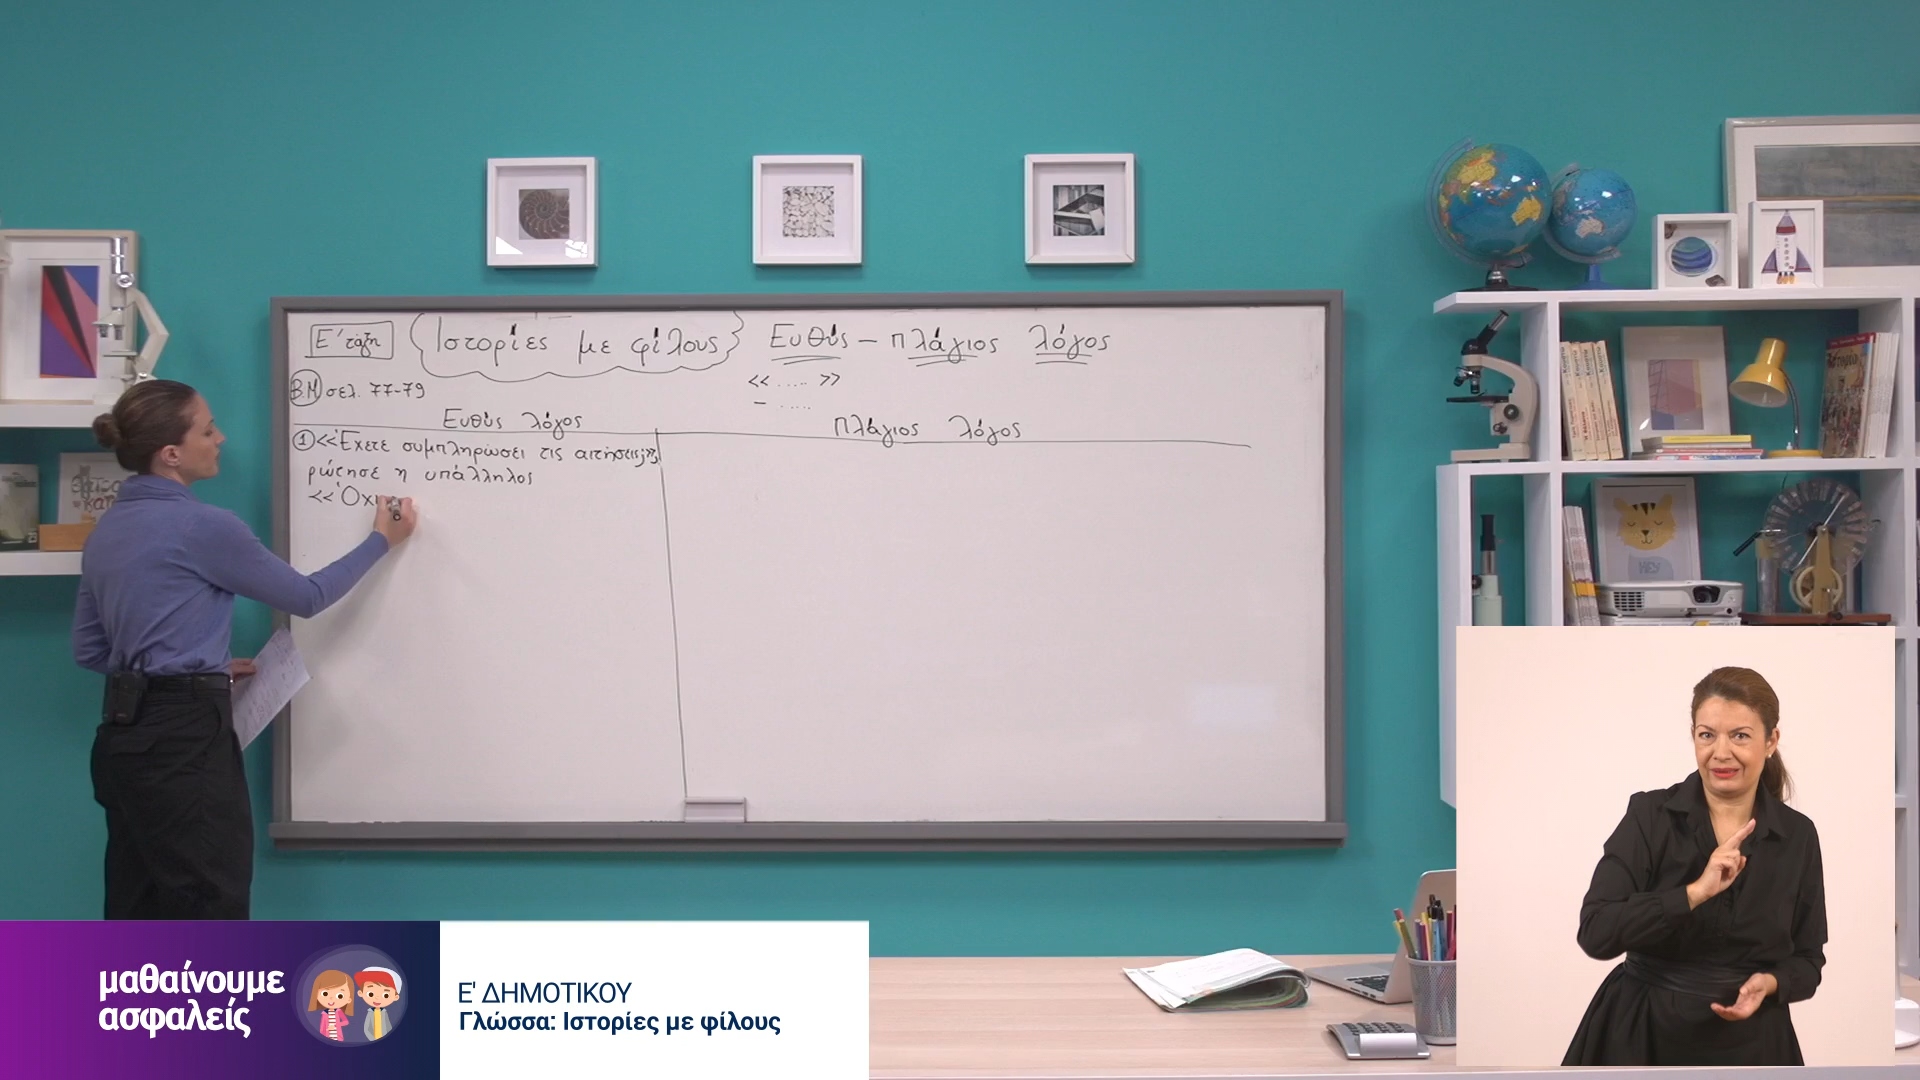 Ε' τάξη
Ιστορίες με φίλους
Ευθύς – πλάγιος λόγος
Β.Μ σελ. 77-79
<< ..... >>
– .....
Ευθύς λόγος
Πλάγιος λόγος
① <<Έχετε συμπληρώσει τις αιτήσεις;>>
ρώτησε η υπάλληλος
<<Όχι
HEY
μαθαίνουμε
ασφαλείς
Ε' ΔΗΜΟΤΙΚΟΥ
Γλώσσα: Ιστορίες με φίλους